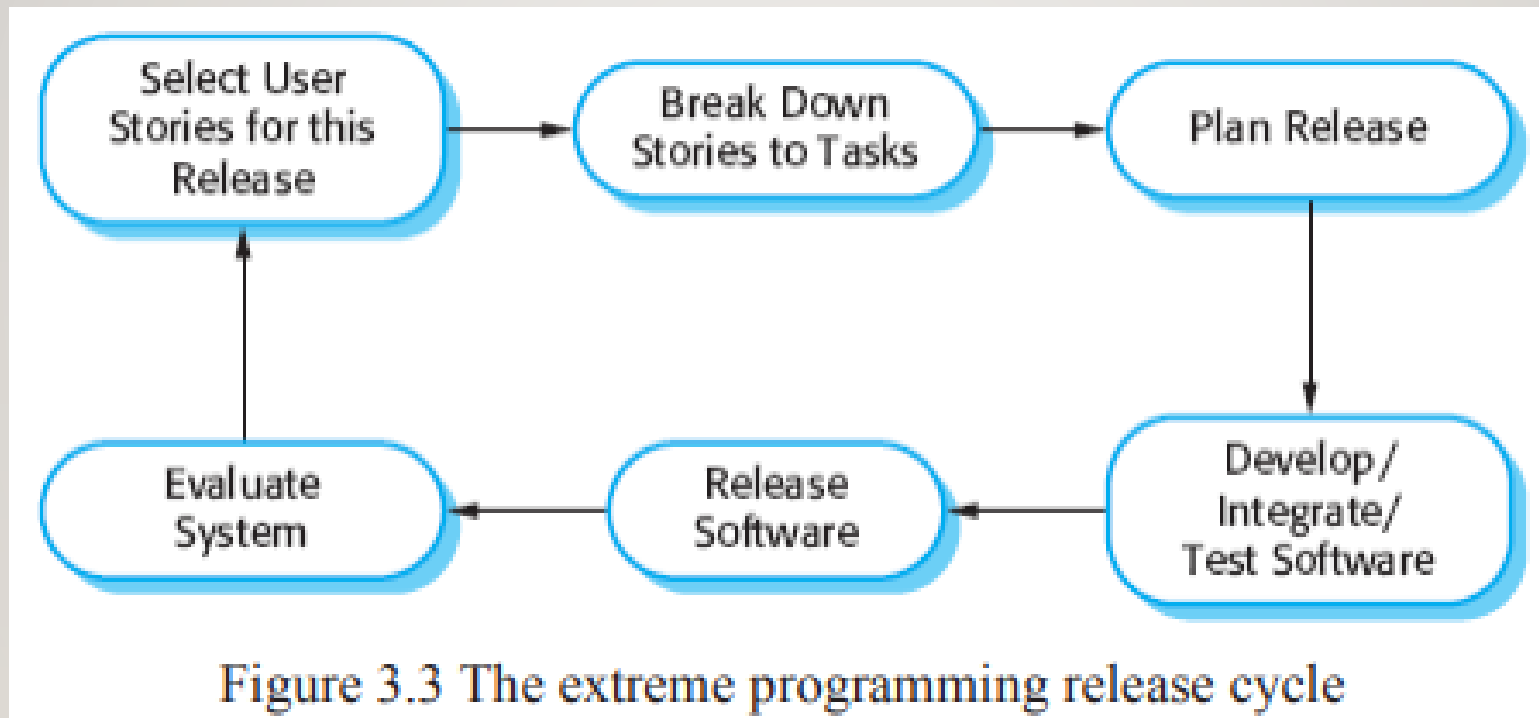 Select User
Stories for this
Release
Break Down
Stories to Tasks
Plan Release
Develop/
Integrate/
Test Software
Release
Software
Evaluate
System
Figure 3.3 The extreme programming release cycle